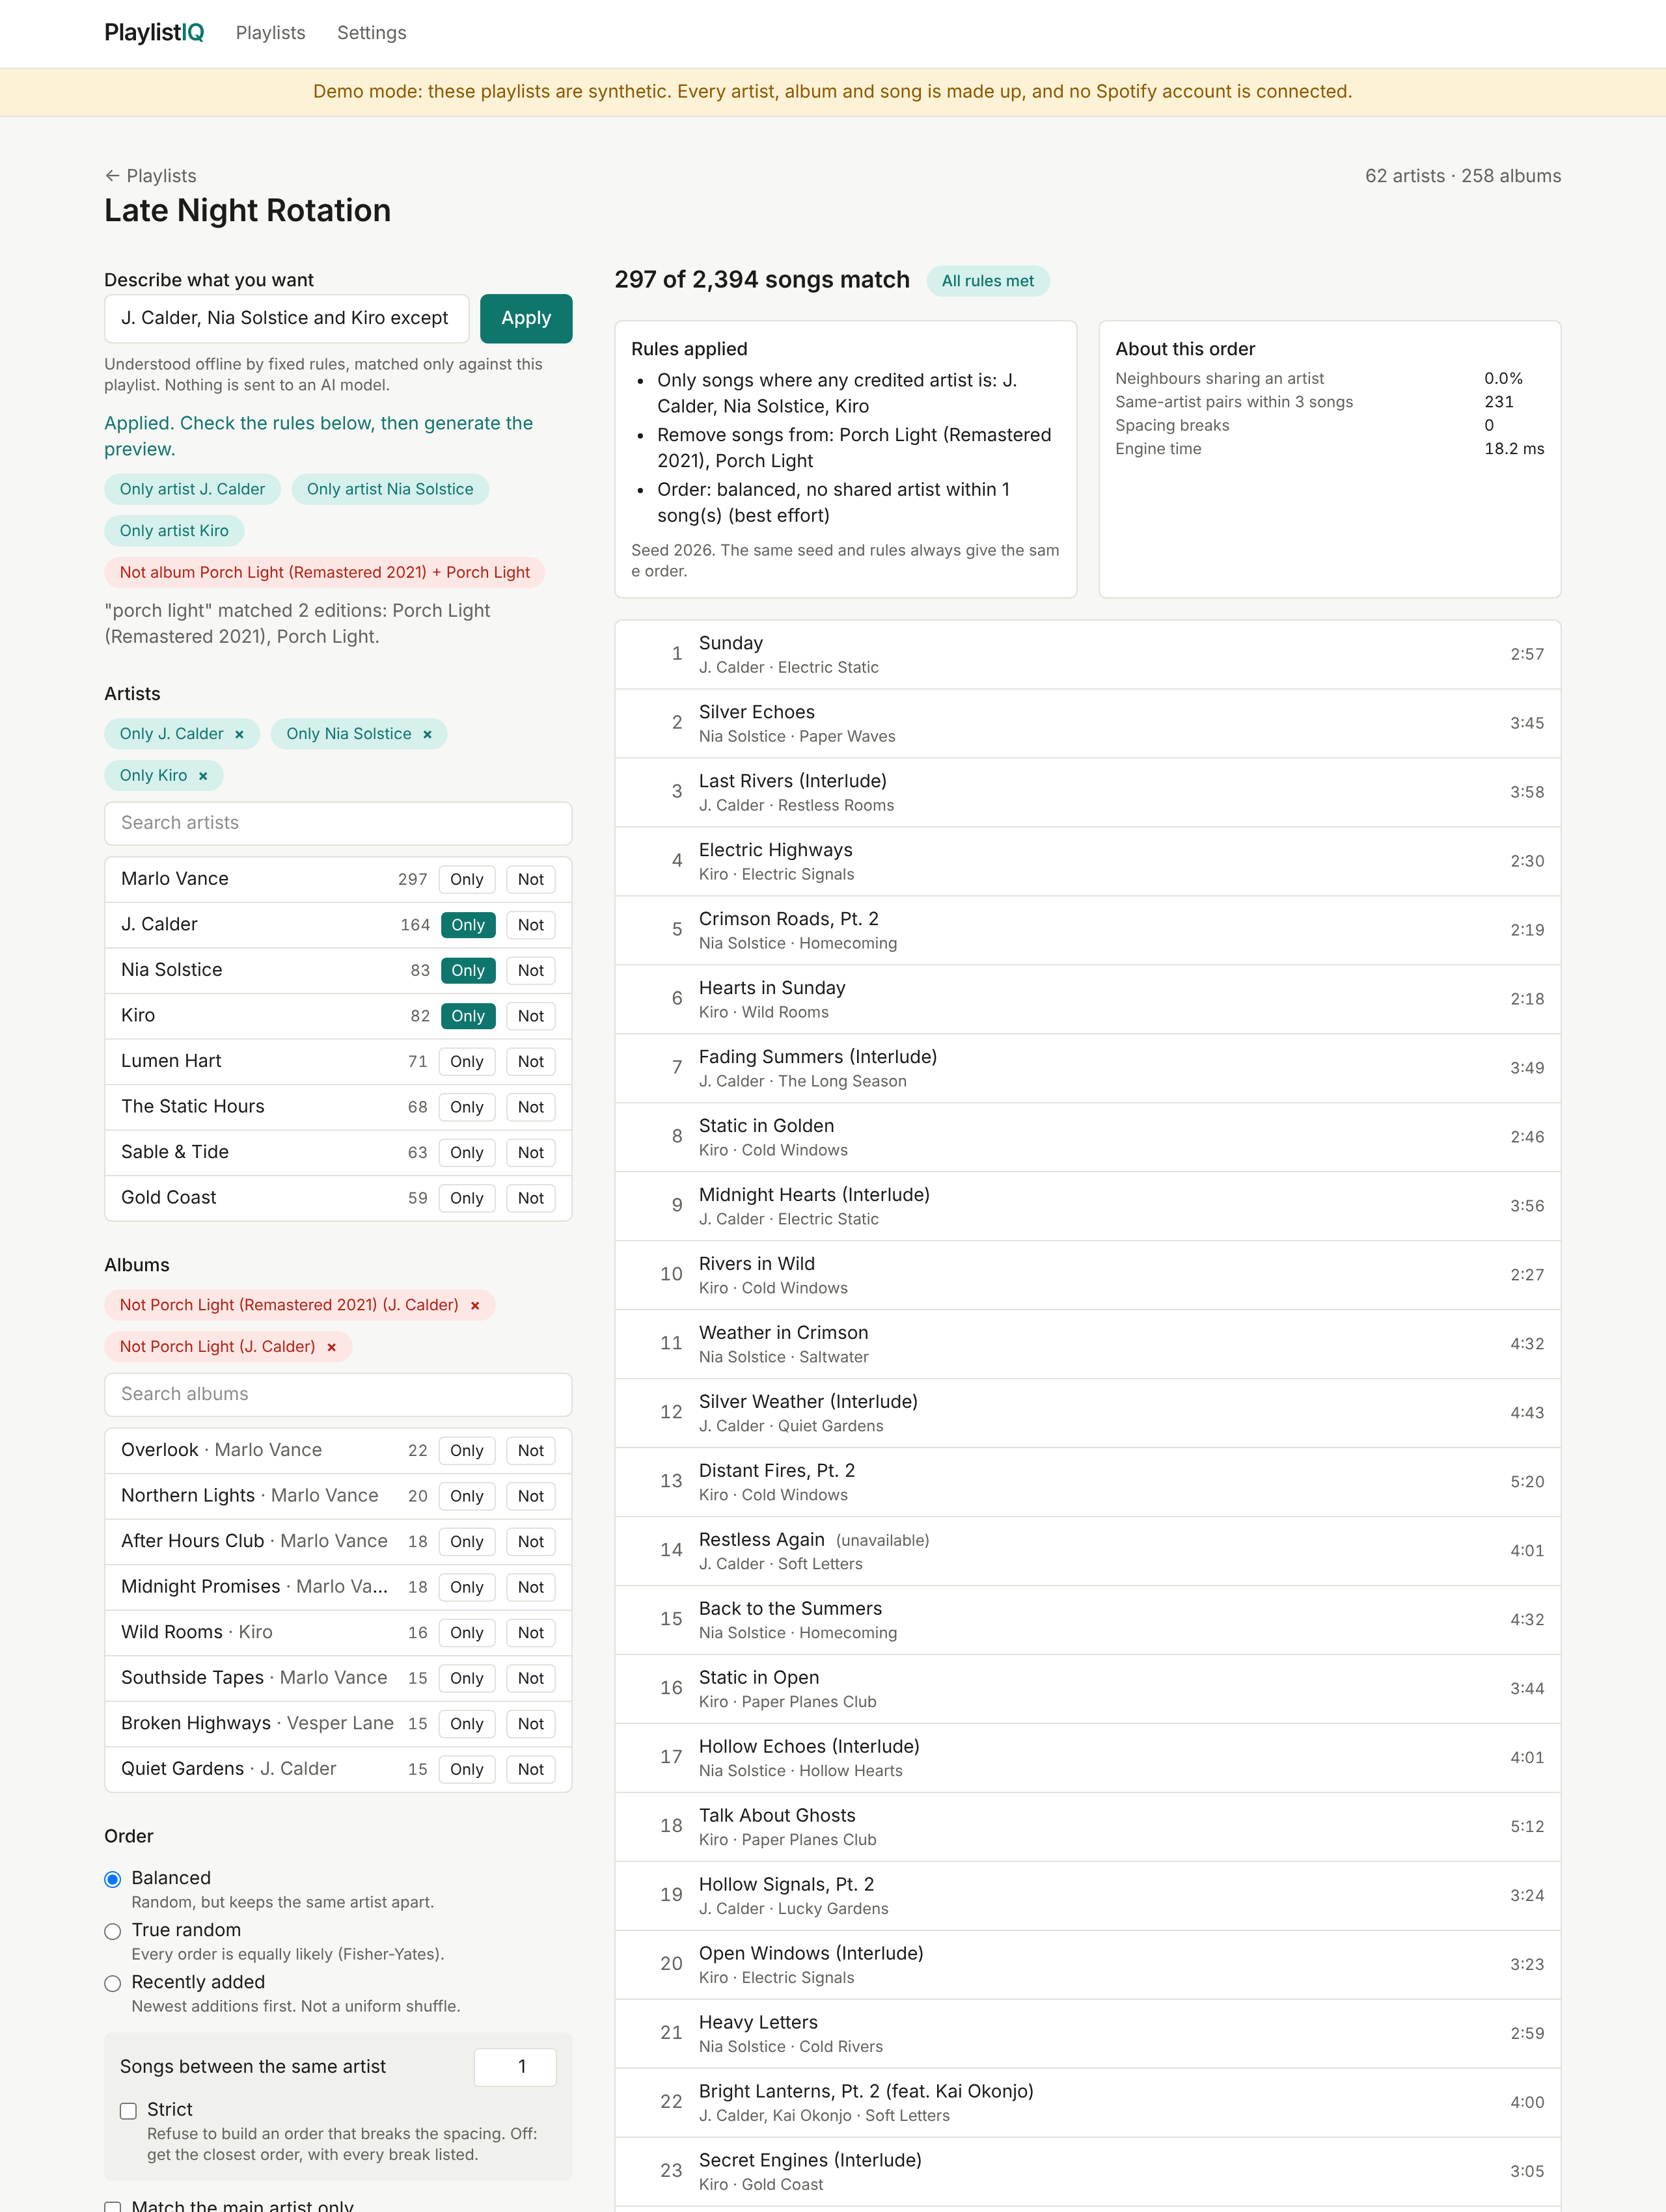 PlaylistIQ Playlists Settings
Demo mode: these playlists are synthetic. Every artist, album and song is made up, and no Spotify account is connected.
← Playlists
62 artists · 258 albums
Late Night Rotation
Describe what you want
J. Calder, Nia Solstice and Kiro except
Apply
Understood offline by fixed rules, matched only against this
playlist. Nothing is sent to an AI model.
Applied. Check the rules below, then generate the
preview.
Only artist J. Calder
Only artist Nia Solstice
Only artist Kiro
Not album Porch Light (Remastered 2021) + Porch Light
"porch light" matched 2 editions: Porch Light
(Remastered 2021), Porch Light.
Artists
Only J. Calder ×
Only Nia Solstice ×
Only Kiro ×
Search artists
Marlo Vance 297 Only Not
J. Calder 164 Only Not
Nia Solstice 83 Only Not
Kiro 82 Only Not
Lumen Hart 71 Only Not
The Static Hours 68 Only Not
Sable & Tide 63 Only Not
Gold Coast 59 Only Not
Albums
Not Porch Light (Remastered 2021) (J. Calder) ×
Not Porch Light (J. Calder) ×
Search albums
Overlook · Marlo Vance 22 Only Not
Northern Lights · Marlo Vance 20 Only Not
After Hours Club · Marlo Vance 18 Only Not
Midnight Promises · Marlo Va... 18 Only Not
Wild Rooms · Kiro 16 Only Not
Southside Tapes · Marlo Vance 15 Only Not
Broken Highways · Vesper Lane 15 Only Not
Quiet Gardens · J. Calder 15 Only Not
Order
Balanced
Random, but keeps the same artist apart.
True random
Every order is equally likely (Fisher-Yates).
Recently added
Newest additions first. Not a uniform shuffle.
Songs between the same artist 1
Strict
Refuse to build an order that breaks the spacing. Off:
get the closest order, with every break listed.
Match the main artist only
297 of 2,394 songs match
All rules met
Rules applied
• Only songs where any credited artist is: J.
Calder, Nia Solstice, Kiro
• Remove songs from: Porch Light (Remastered
2021), Porch Light
• Order: balanced, no shared artist within 1
song(s) (best effort)
Seed 2026. The same seed and rules always give the sam
e order.
About this order
Neighbours sharing an artist 0.0%
Same-artist pairs within 3 songs 231
Spacing breaks 0
Engine time 18.2 ms
1 Sunday 2:57
J. Calder · Electric Static
2 Silver Echoes 3:45
Nia Solstice · Paper Waves
3 Last Rivers (Interlude) 3:58
J. Calder · Restless Rooms
4 Electric Highways 2:30
Kiro · Electric Signals
5 Crimson Roads, Pt. 2 2:19
Nia Solstice · Homecoming
6 Hearts in Sunday 2:18
Kiro · Wild Rooms
7 Fading Summers (Interlude) 3:49
J. Calder · The Long Season
8 Static in Golden 2:46
Kiro · Cold Windows
9 Midnight Hearts (Interlude) 3:56
J. Calder · Electric Static
10 Rivers in Wild 2:27
Kiro · Cold Windows
11 Weather in Crimson 4:32
Nia Solstice · Saltwater
12 Silver Weather (Interlude) 4:43
J. Calder · Quiet Gardens
13 Distant Fires, Pt. 2 5:20
Kiro · Cold Windows
14 Restless Again (unavailable) 4:01
J. Calder · Soft Letters
15 Back to the Summers 4:32
Nia Solstice · Homecoming
16 Static in Open 3:44
Kiro · Paper Planes Club
17 Hollow Echoes (Interlude) 4:01
Nia Solstice · Hollow Hearts
18 Talk About Ghosts 5:12
Kiro · Paper Planes Club
19 Hollow Signals, Pt. 2 3:24
J. Calder · Lucky Gardens
20 Open Windows (Interlude) 3:23
Kiro · Electric Signals
21 Heavy Letters 2:59
Nia Solstice · Cold Rivers
22 Bright Lanterns, Pt. 2 (feat. Kai Okonjo) 4:00
J. Calder, Kai Okonjo · Soft Letters
23 Secret Engines (Interlude) 3:05
Kiro · Gold Coast